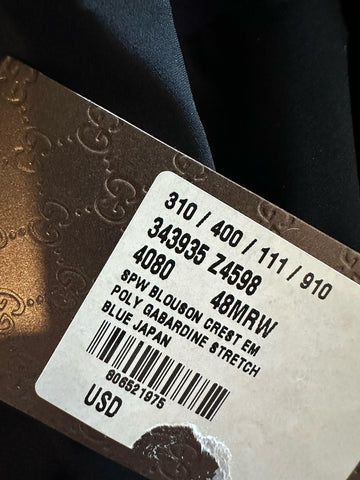 310 / 400 / 111 / 910
343935 Z4598
4080 48MRW
SPW BLOUSON CREST EM
POLY GABARDINE STRETCH
BLUE JAPAN
806521975
USD